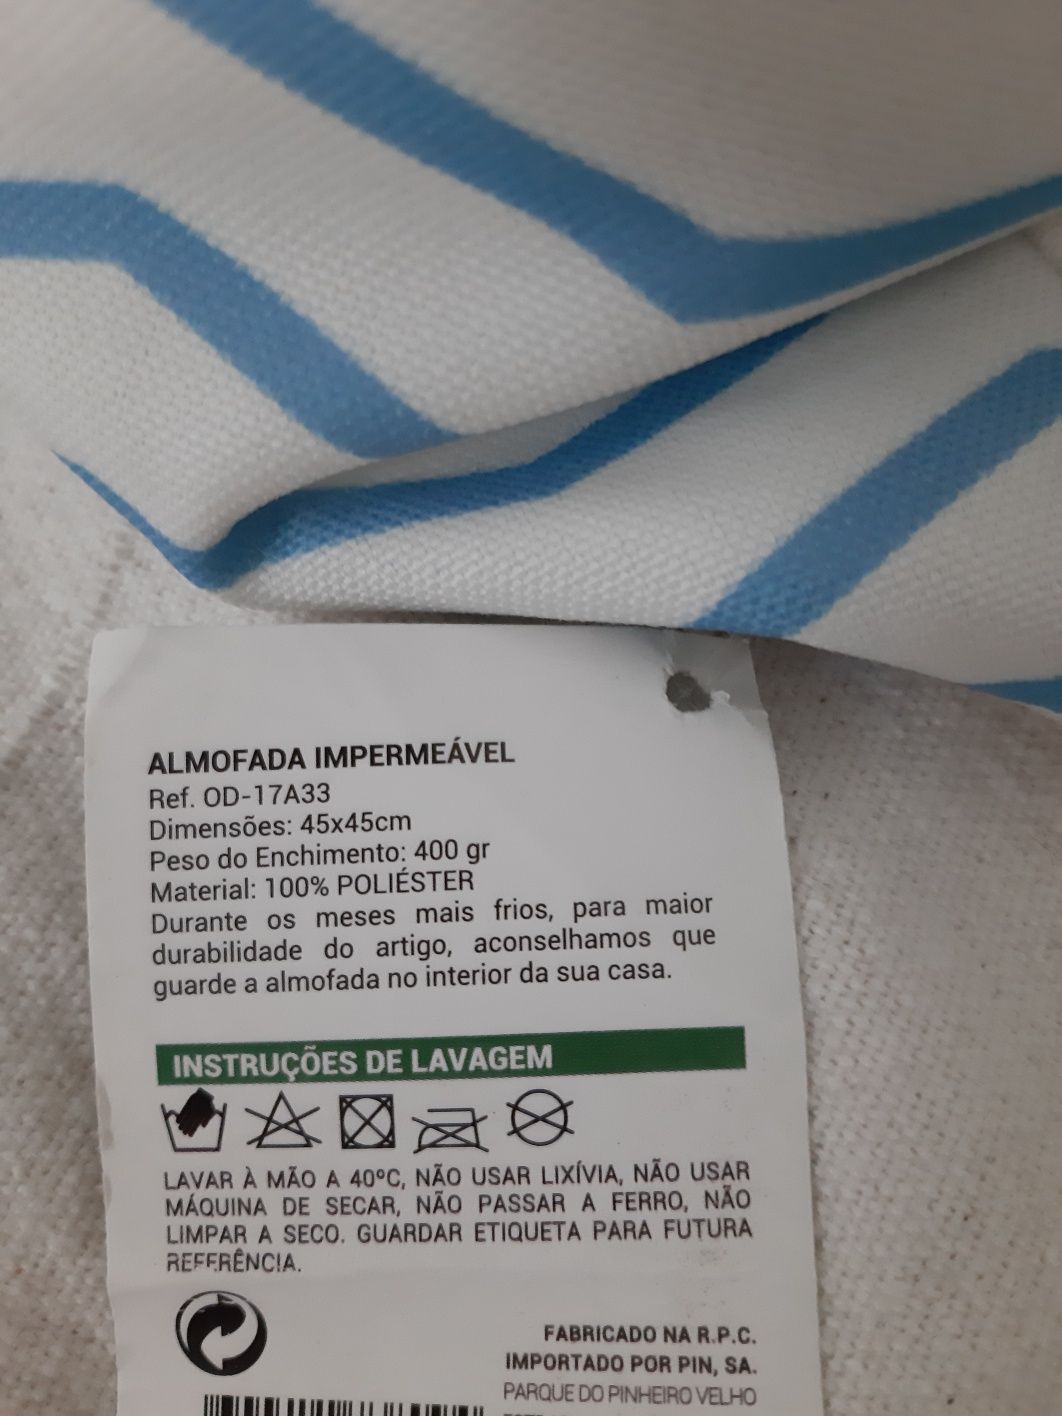 ALMOFADA IMPERMEÁVEL
Ref. OD-17A33
Dimensões: 45x45cm
Peso do Enchimento: 400 gr
Material: 100% POLIÉSTER
Durante os meses mais frios, para maior
durabilidade do artigo, aconselhamos que
guarde a almofada no interior da sua casa.
INSTRUÇÕES DE LAVAGEM
LAVAR À MÃO A 40ºC, NÃO USAR LIXÍVIA, NÃO USAR
MÁQUINA DE SECAR, NÃO PASSAR A FERRO, NÃO
LIMPAR A SECO. GUARDAR ETIQUETA PARA FUTURA
REFERÊNCIA.
FABRICADO NA R.P.C.
IMPORTADO POR PIN, SA.
PARQUE DO PINHEIRO VELHO